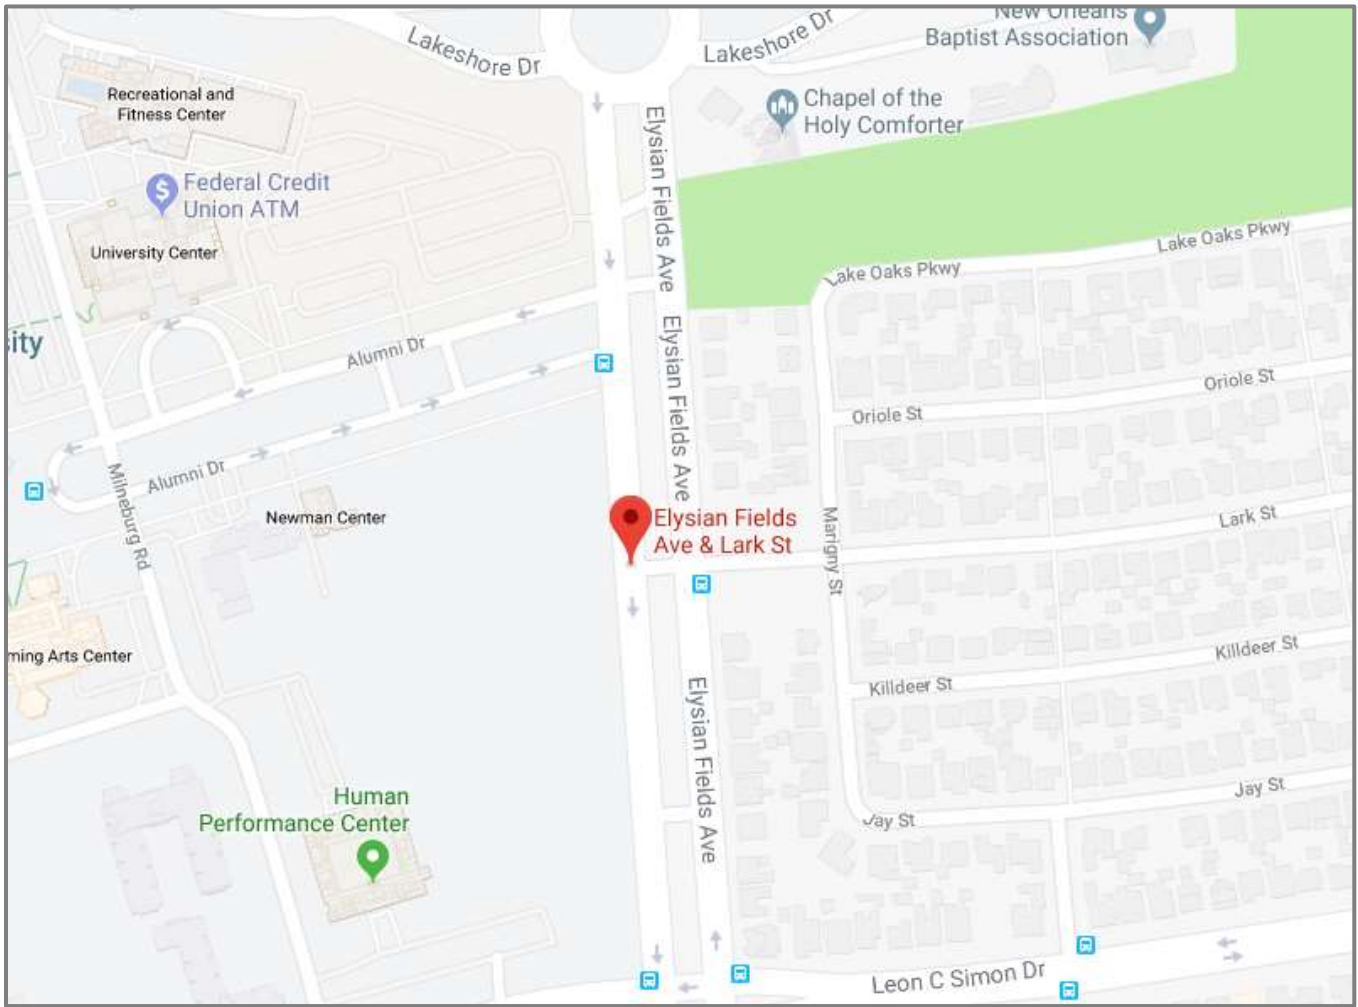 Lakeshore Dr
Lakeshore Dr
New Orleans
Baptist Association
Recreational and
Fitness Center
Chapel of the
Holy Comforter
Elysian Fields Ave
Federal Credit
Union ATM
University Center
Lake Oaks Pkwy
Lake Oaks Pkwy
ity
Alumni Dr
Elysian Fields Ave
Oriole St
Oriole St
Alumni Dr
Milneburg Rd
Newman Center
Elysian Fields
Ave & Lark St
Marigny St
Lark St
ming Arts Center
Killdeer St
Killdeer St
Elysian Fields Ave
Human
Performance Center
Jay St
Jay St
Leon C Simon Dr